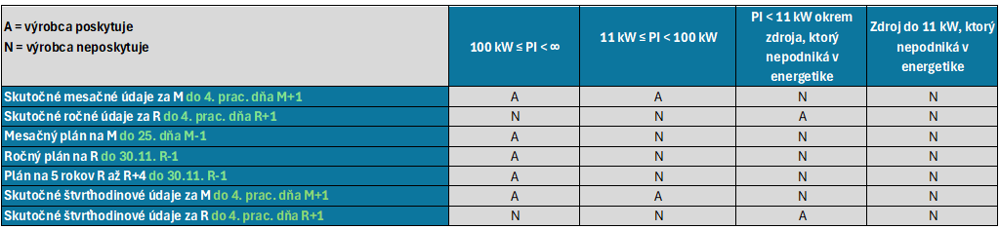 A = výrobca poskytuje
N = výrobca neposkytuje
100 kW ≤ PI < ∞
11 kW ≤ PI < 100 kW
PI < 11 kW okrem
zdroja, ktorý
nepodniká v
energetike
Zdroj do 11 kW, ktorý
nepodniká v
energetike
Skutočné mesačné údaje za M do 4. prac. dňa M+1 A A N N
Skutočné ročné údaje za R do 4. prac. dňa R+1 N N A N
Mesačný plán na M do 25. dňa M-1 A N N N
Ročný plán na R do 30.11. R-1 A N N N
Plán na 5 rokov R až R+4 do 30.11. R-1 A N N N
Skutočné štvrťhodinové údaje za M do 4. prac. dňa M+1 A A N N
Skutočné štvrťhodinové údaje za R do 4. prac. dňa R+1 N N A N